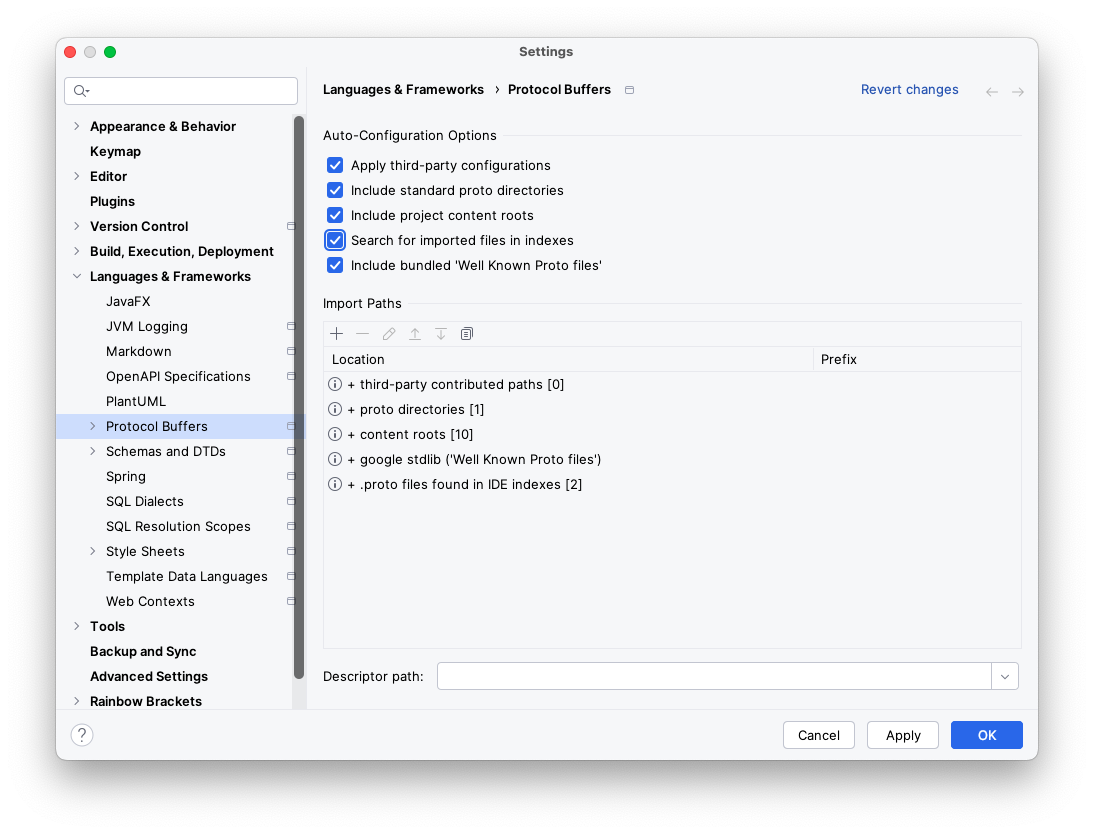 Settings
Languages & Frameworks › Protocol Buffers
Revert changes
Appearance & Behavior
Keymap
Editor
Plugins
Version Control
Build, Execution, Deployment
Languages & Frameworks
JavaFX
JVM Logging
Markdown
OpenAPI Specifications
PlantUML
Protocol Buffers
Schemas and DTDs
Spring
SQL Dialects
SQL Resolution Scopes
Style Sheets
Template Data Languages
Web Contexts
Tools
Backup and Sync
Advanced Settings
Rainbow Brackets
Auto-Configuration Options
Apply third-party configurations
Include standard proto directories
Include project content roots
Search for imported files in indexes
Include bundled 'Well Known Proto files'
Import Paths
Location Prefix
+ third-party contributed paths [0]
+ proto directories [1]
+ content roots [10]
+ google stdlib ('Well Known Proto files')
+ .proto files found in IDE indexes [2]
Descriptor path:
? Cancel Apply OK